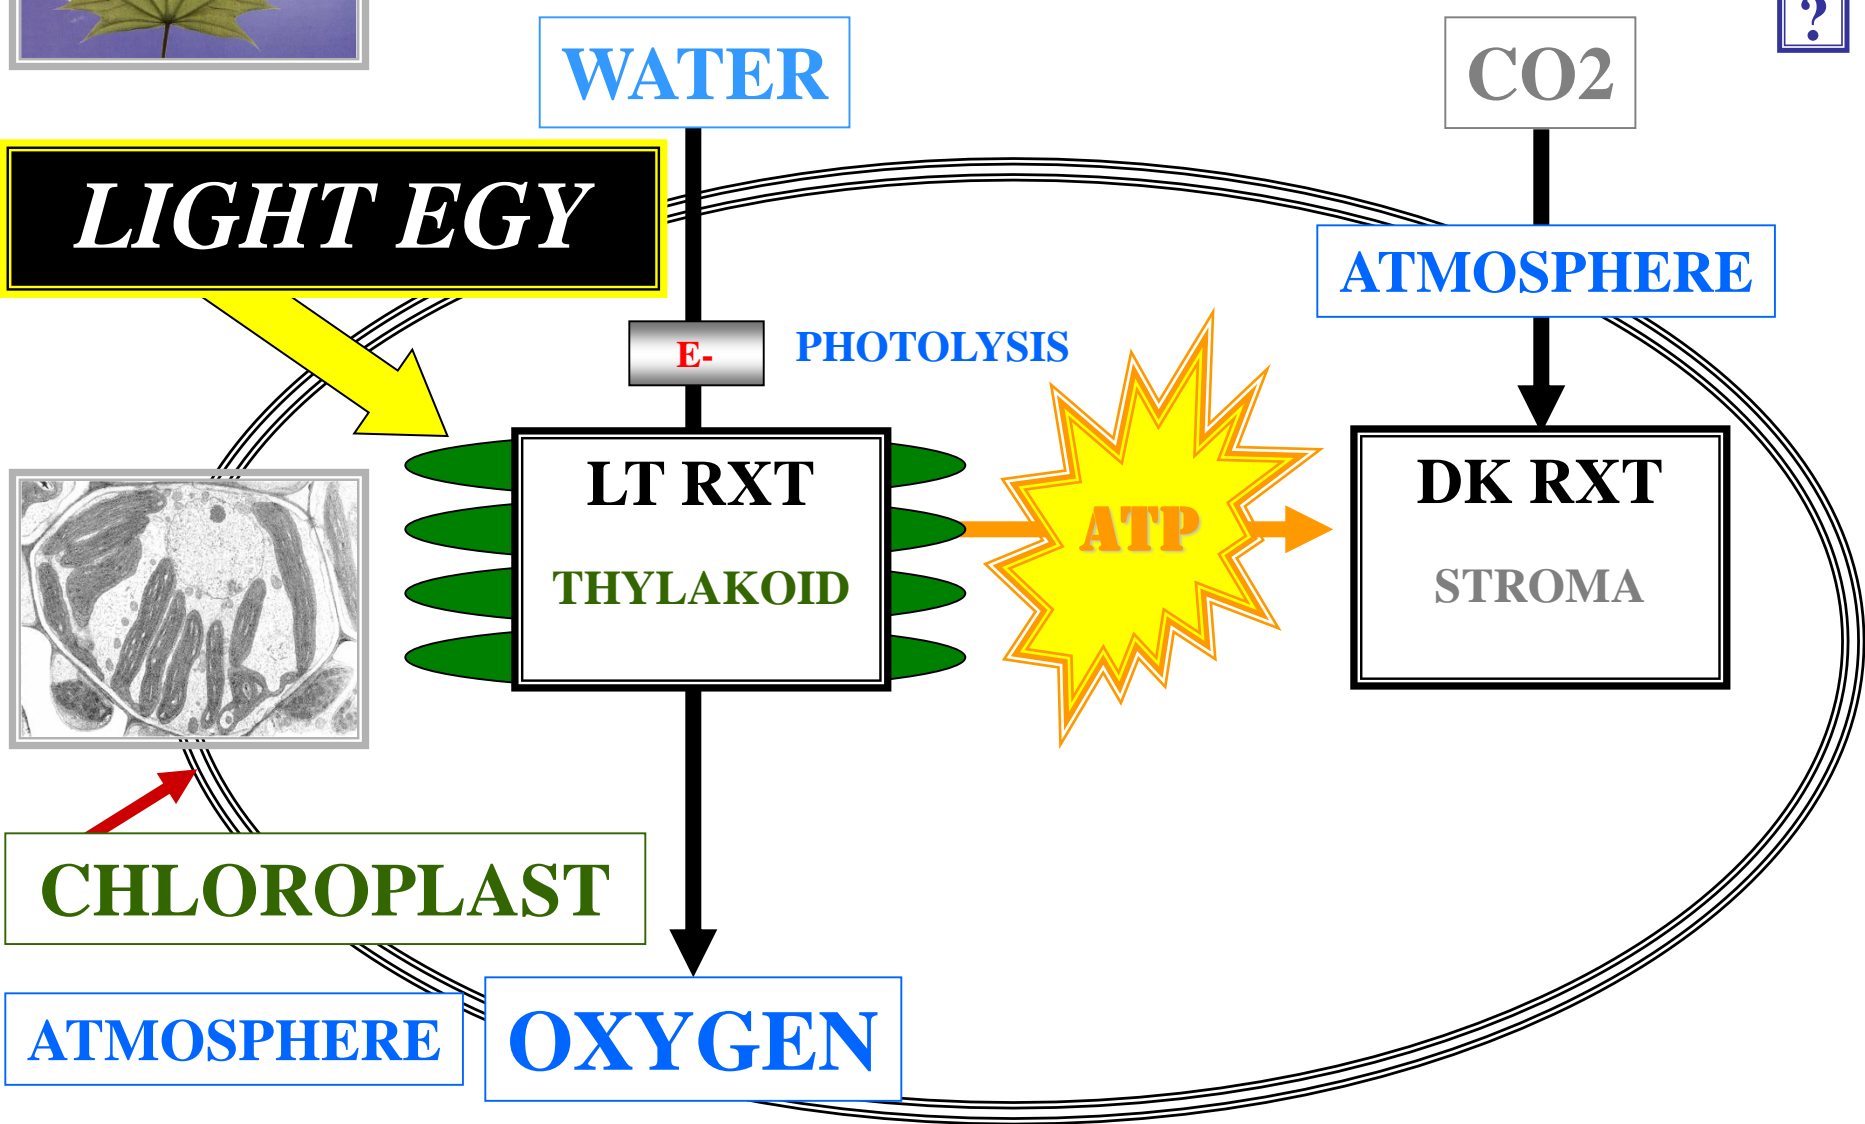 ?
WATER
CO2
LIGHT EGY
ATMOSPHERE
E-
PHOTOLYSIS
LT RXT
THYLAKOID
ATP
DK RXT
STROMA
CHLOROPLAST
ATMOSPHERE
OXYGEN